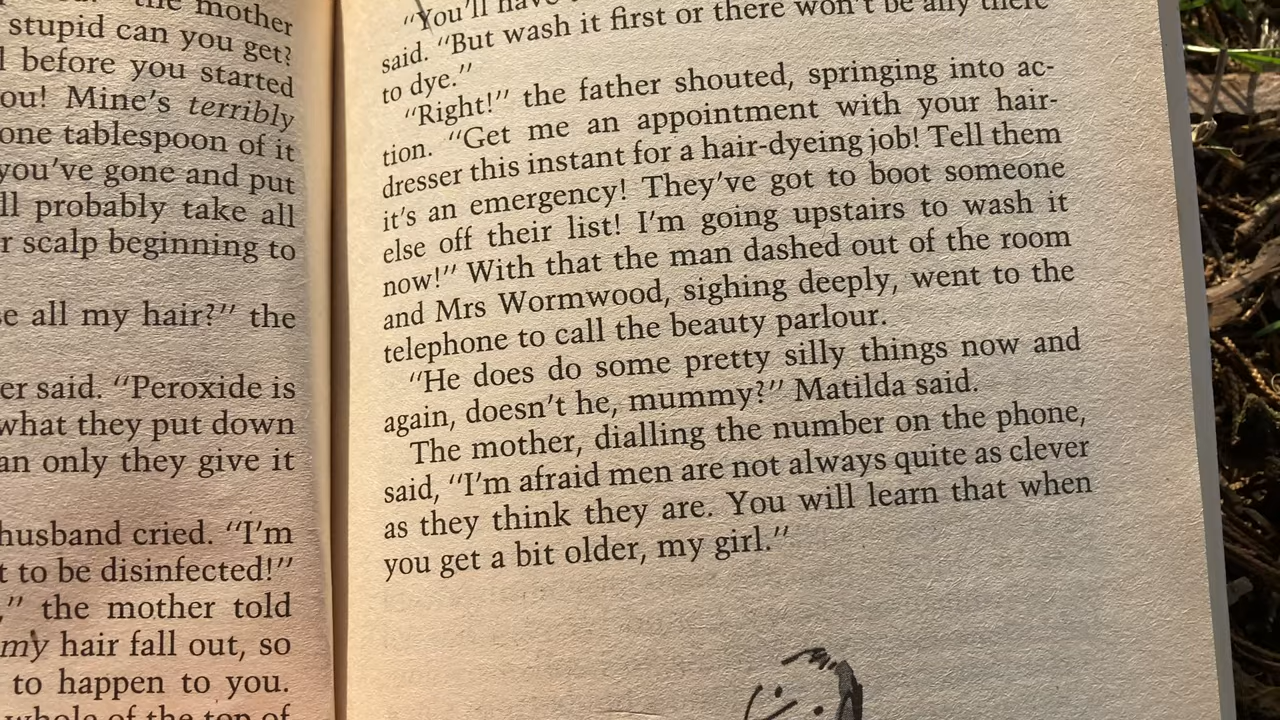 the mother
stupid can you get?
before you started
you! Mine's terribly
one tablespoon of it
you've gone and put
probably take all
scalp beginning to
all my hair?" the
said. "Peroxide is
what they put down
only they give it
husband cried. "I'm
to be disinfected!"
the mother told
my hair fall out, so
to happen to you.
whole of the top of
"You'll have
said. "But wash it first or there won't be any there
to dye."
"Right!" the father shouted, springing into ac-
tion. "Get me an appointment with your hair-
dresser this instant for a hair-dyeing job! Tell them
it's an emergency! They've got to boot someone
else off their list! I'm going upstairs to wash it
now!" With that the man dashed out of the room
and Mrs Wormwood, sighing deeply, went to the
telephone to call the beauty parlour.
"He does do some pretty silly things now and
again, doesn't he, mummy?" Matilda said.
The mother, dialling the number on the phone,
said, "I'm afraid men are not always quite as clever
as they think they are. You will learn that when
you get a bit older, my girl."